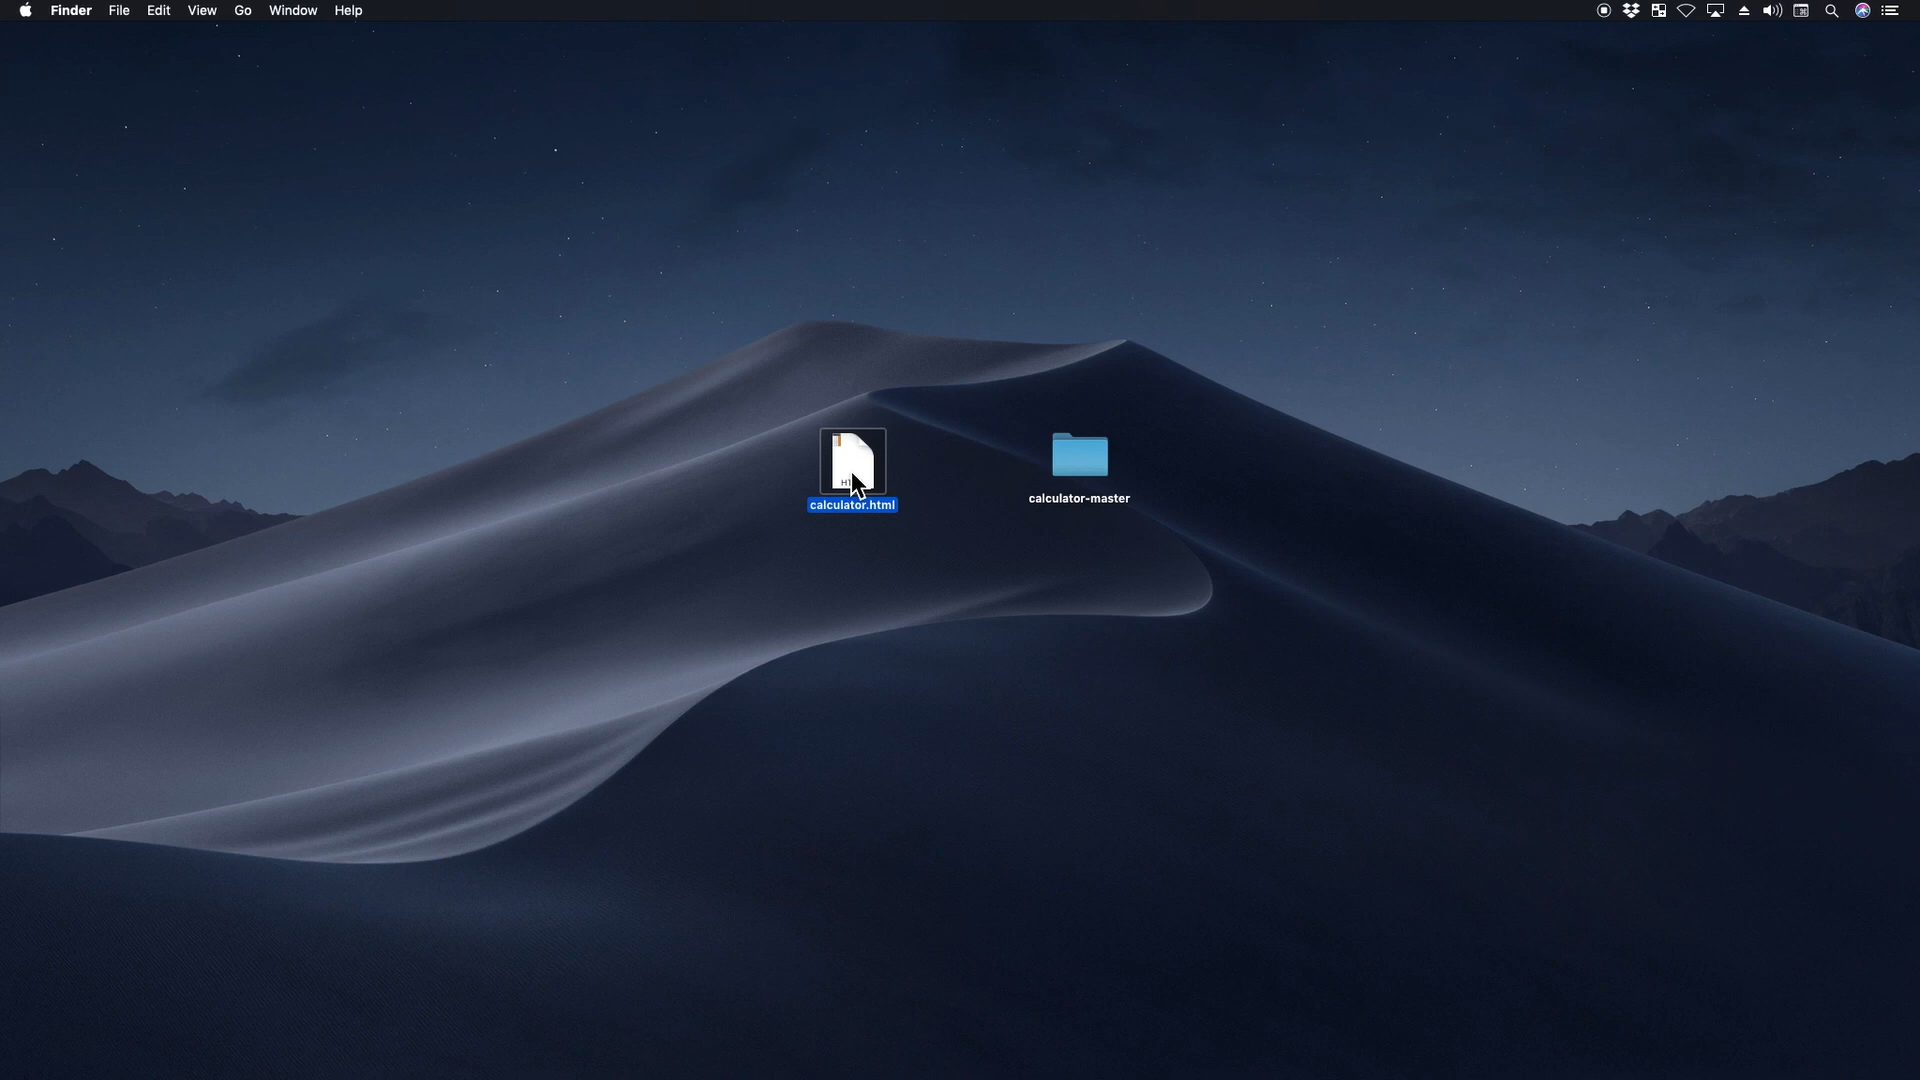 Finder File Edit View Go Window Help
calculator.html
calculator-master